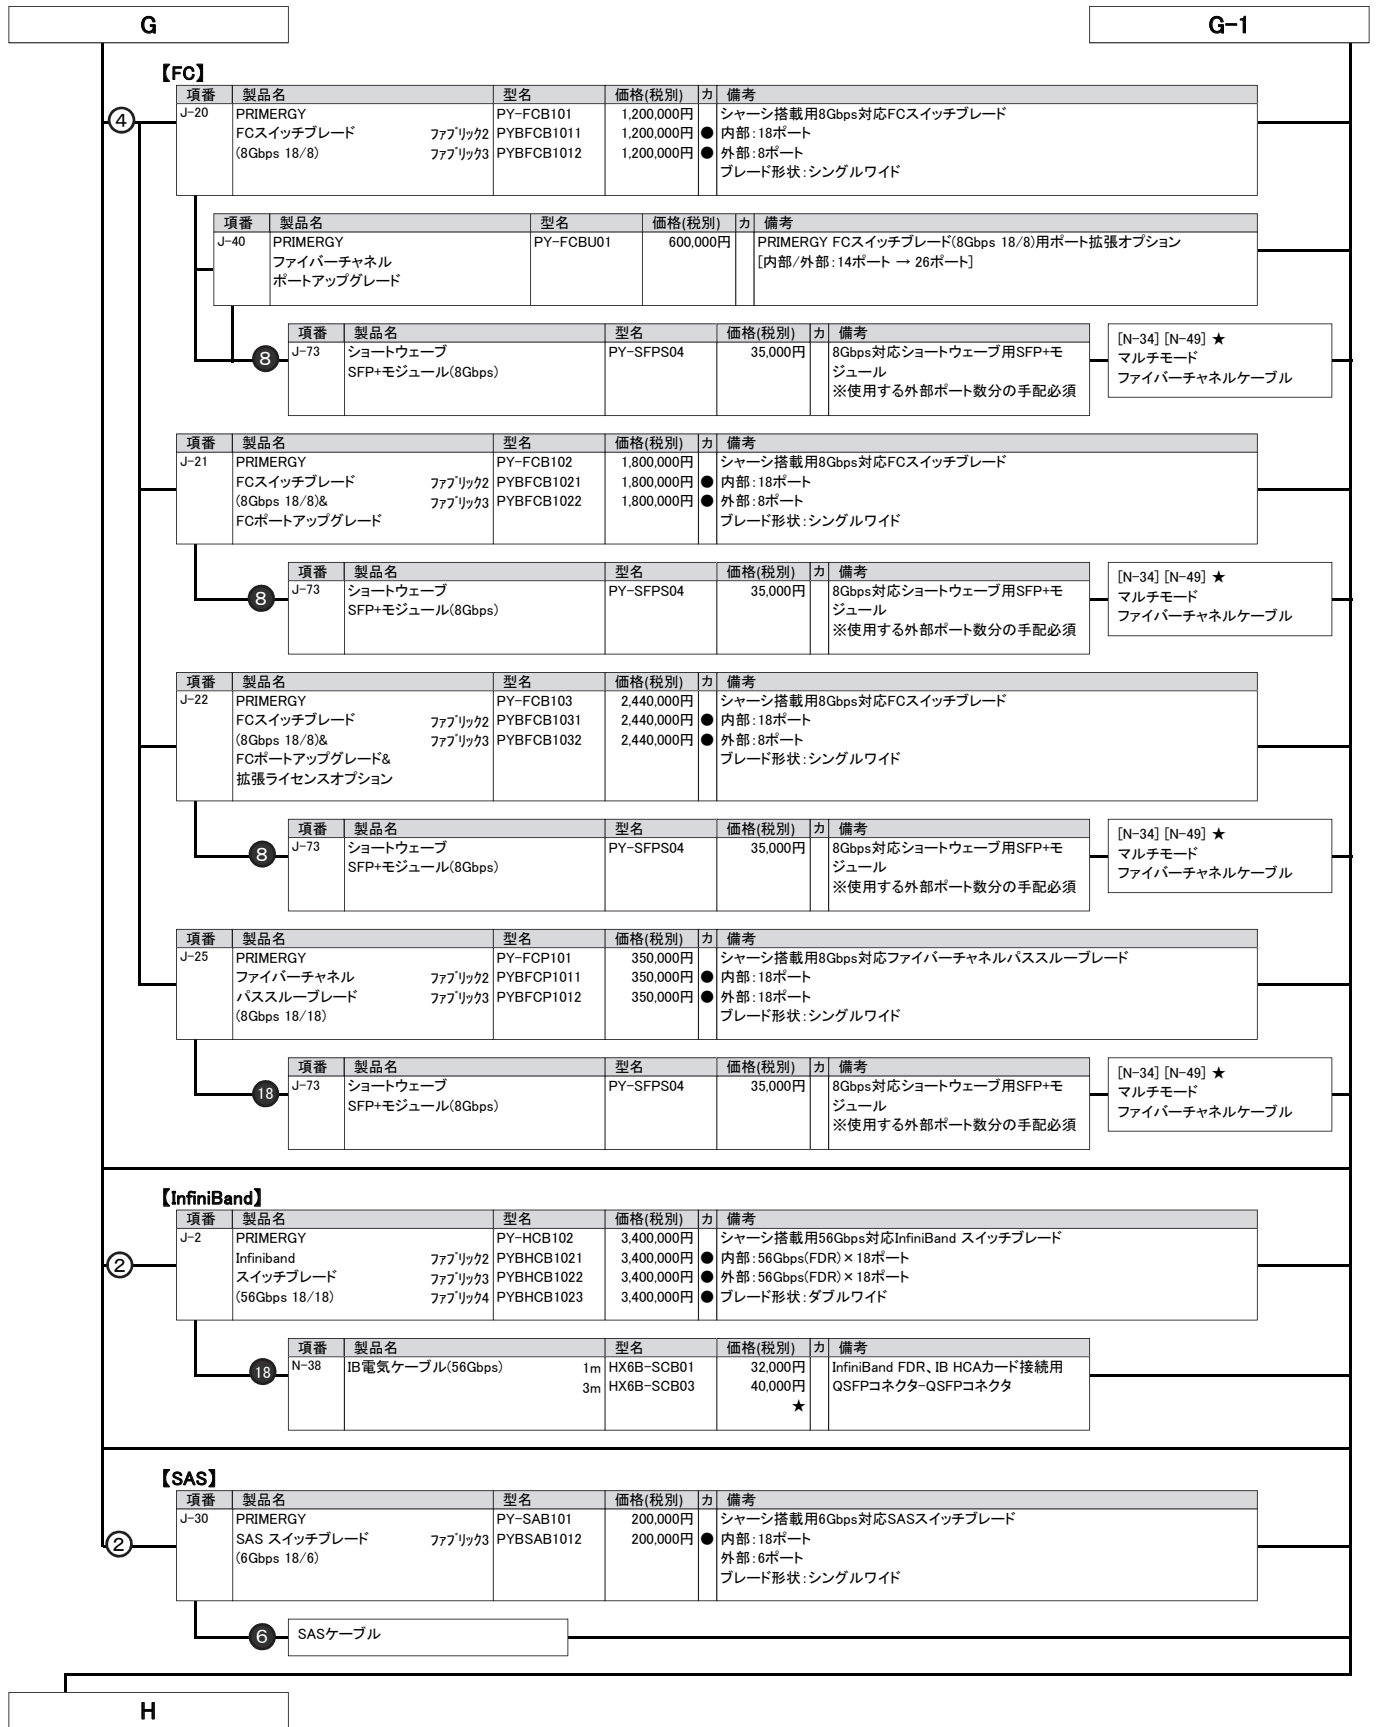 G
G-1
【FC】
項番 製品名 型名 価格(税別) カ 備考
④ J-20 PRIMERGY PY-FCB101 1,200,000円 シャーシ搭載用8Gbps対応FCスイッチブレード
FCスイッチブレード ファブリック2 PYBFCB1011 1,200,000円 ● 内部:18ポート
(8Gbps 18/8) ファブリック3 PYBFCB1012 1,200,000円 ● 外部:8ポート
ブレード形状:シングルワイド
項番 製品名 型名 価格(税別) カ 備考
J-40 PRIMERGY PY-FCBU01 600,000円 PRIMERGY FCスイッチブレード(8Gbps 18/8)用ポート拡張オプション
ファイバーチャネル [内部/外部:14ポート → 26ポート]
ポートアップグレード
項番 製品名 型名 価格(税別) カ 備考
8 J-73 ショートウェーブ PY-SFPS04 35,000円 8Gbps対応ショートウェーブ用SFP+モ
SFP+モジュール(8Gbps) ジュール
※使用する外部ポート数分の手配必須
[N-34] [N-49] ★
マルチモード
ファイバーチャネルケーブル
項番 製品名 型名 価格(税別) カ 備考
J-21 PRIMERGY PY-FCB102 1,800,000円 シャーシ搭載用8Gbps対応FCスイッチブレード
FCスイッチブレード ファブリック2 PYBFCB1021 1,800,000円 ● 内部:18ポート
(8Gbps 18/8)& ファブリック3 PYBFCB1022 1,800,000円 ● 外部:8ポート
FCポートアップグレード ブレード形状:シングルワイド
項番 製品名 型名 価格(税別) カ 備考
8 J-73 ショートウェーブ PY-SFPS04 35,000円 8Gbps対応ショートウェーブ用SFP+モ
SFP+モジュール(8Gbps) ジュール
※使用する外部ポート数分の手配必須
[N-34] [N-49] ★
マルチモード
ファイバーチャネルケーブル
項番 製品名 型名 価格(税別) カ 備考
J-22 PRIMERGY PY-FCB103 2,440,000円 シャーシ搭載用8Gbps対応FCスイッチブレード
FCスイッチブレード ファブリック2 PYBFCB1031 2,440,000円 ● 内部:18ポート
(8Gbps 18/8)& ファブリック3 PYBFCB1032 2,440,000円 ● 外部:8ポート
FCポートアップグレード& ブレード形状:シングルワイド
拡張ライセンスオプション
項番 製品名 型名 価格(税別) カ 備考
8 J-73 ショートウェーブ PY-SFPS04 35,000円 8Gbps対応ショートウェーブ用SFP+モ
SFP+モジュール(8Gbps) ジュール
※使用する外部ポート数分の手配必須
[N-34] [N-49] ★
マルチモード
ファイバーチャネルケーブル
項番 製品名 型名 価格(税別) カ 備考
J-25 PRIMERGY PY-FCP101 350,000円 シャーシ搭載用8Gbps対応ファイバーチャネルパススルーブレード
ファイバーチャネル ファブリック2 PYBFCP1011 350,000円 ● 内部:18ポート
パススルーブレード ファブリック3 PYBFCP1012 350,000円 ● 外部:18ポート
(8Gbps 18/18) ブレード形状:シングルワイド
項番 製品名 型名 価格(税別) カ 備考
18 J-73 ショートウェーブ PY-SFPS04 35,000円 8Gbps対応ショートウェーブ用SFP+モ
SFP+モジュール(8Gbps) ジュール
※使用する外部ポート数分の手配必須
[N-34] [N-49] ★
マルチモード
ファイバーチャネルケーブル
【InfiniBand】
項番 製品名 型名 価格(税別) カ 備考
② J-2 PRIMERGY PY-HCB102 3,400,000円 シャーシ搭載用56Gbps対応InfiniBand スイッチブレード
Infiniband ファブリック2 PYBHCB1021 3,400,000円 ● 内部:56Gbps(FDR)×18ポート
スイッチブレード ファブリック3 PYBHCB1022 3,400,000円 ● 外部:56Gbps(FDR)×18ポート
(56Gbps 18/18) ファブリック4 PYBHCB1023 3,400,000円 ● ブレード形状:ダブルワイド
項番 製品名 型名 価格(税別) カ 備考
18 N-38 IB電気ケーブル(56Gbps) 1m HX6B-SCB01 32,000円 InfiniBand FDR、IB HCAカード接続用
3m HX6B-SCB03 40,000円 QSFPコネクタ-QSFPコネクタ
★
【SAS】
項番 製品名 型名 価格(税別) カ 備考
② J-30 PRIMERGY PY-SAB101 200,000円 シャーシ搭載用6Gbps対応SASスイッチブレード
SAS スイッチブレード ファブリック3 PYBSAB1012 200,000円 ● 内部:18ポート
(6Gbps 18/6) 外部:6ポート
ブレード形状:シングルワイド
6 SASケーブル
H